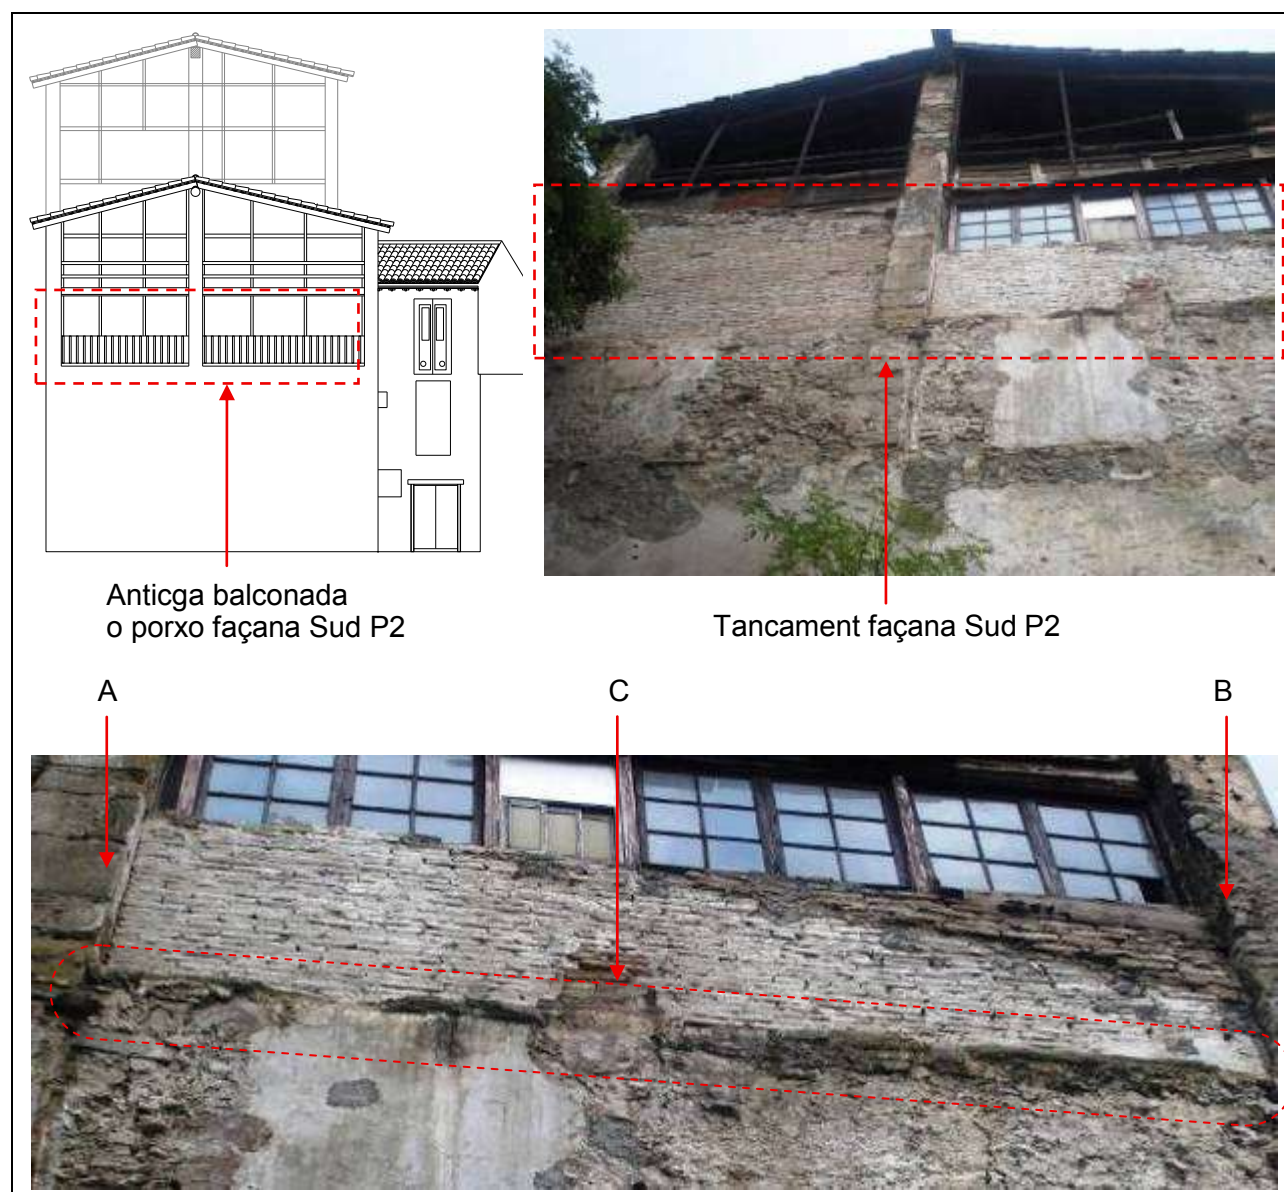 Anticga balconada
o porxo façana Sud P2
Tancament façana Sud P2
A
C
B